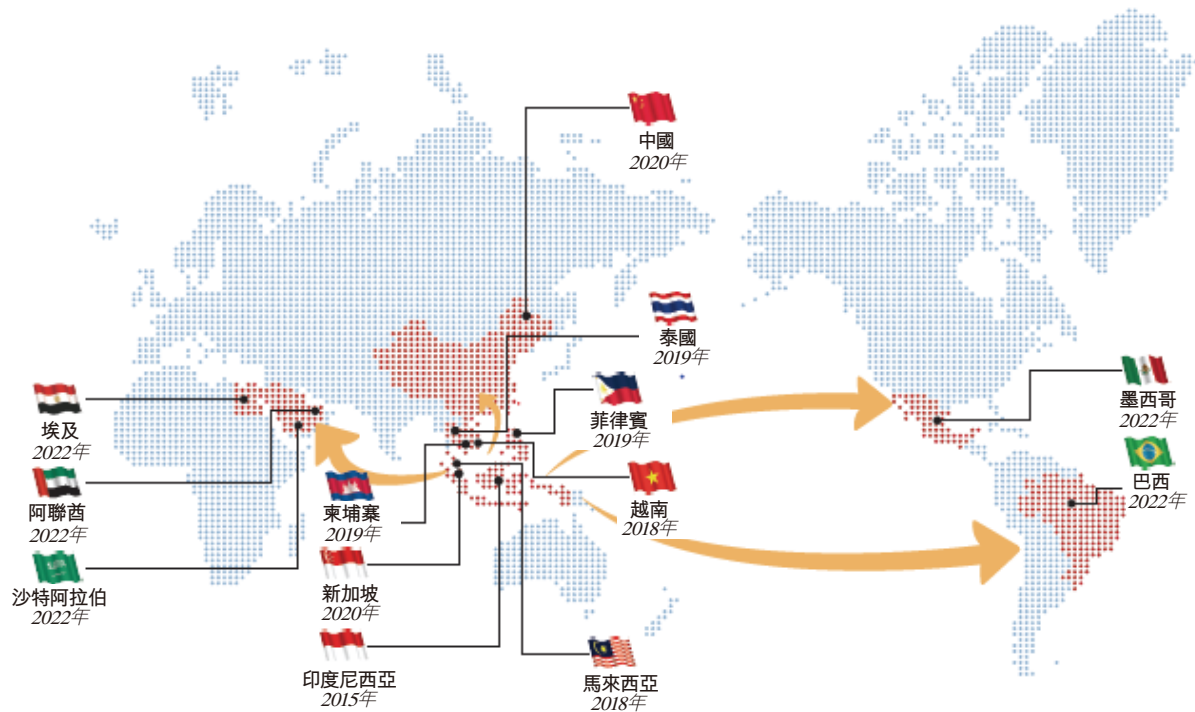 中國
2020年
泰國
2019年
菲律賓
2019年
越南
2018年
埃及
2022年
阿聯酋
2022年
沙特阿拉伯
2022年
柬埔寨
2019年
新加坡
2020年
印度尼西亞
2015年
馬來西亞
2018年
墨西哥
2022年
巴西
2022年